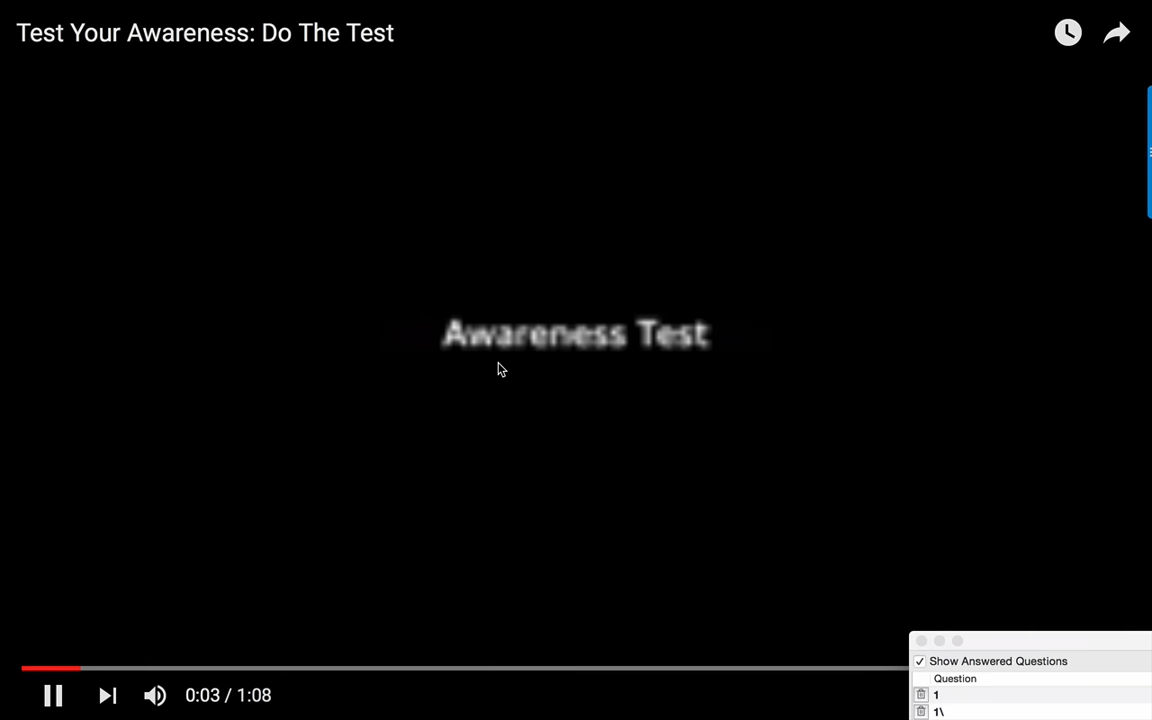 Test Your Awareness: Do The Test
Awareness Test
0:03 / 1:08
Show Answered Questions
Question
1
1\